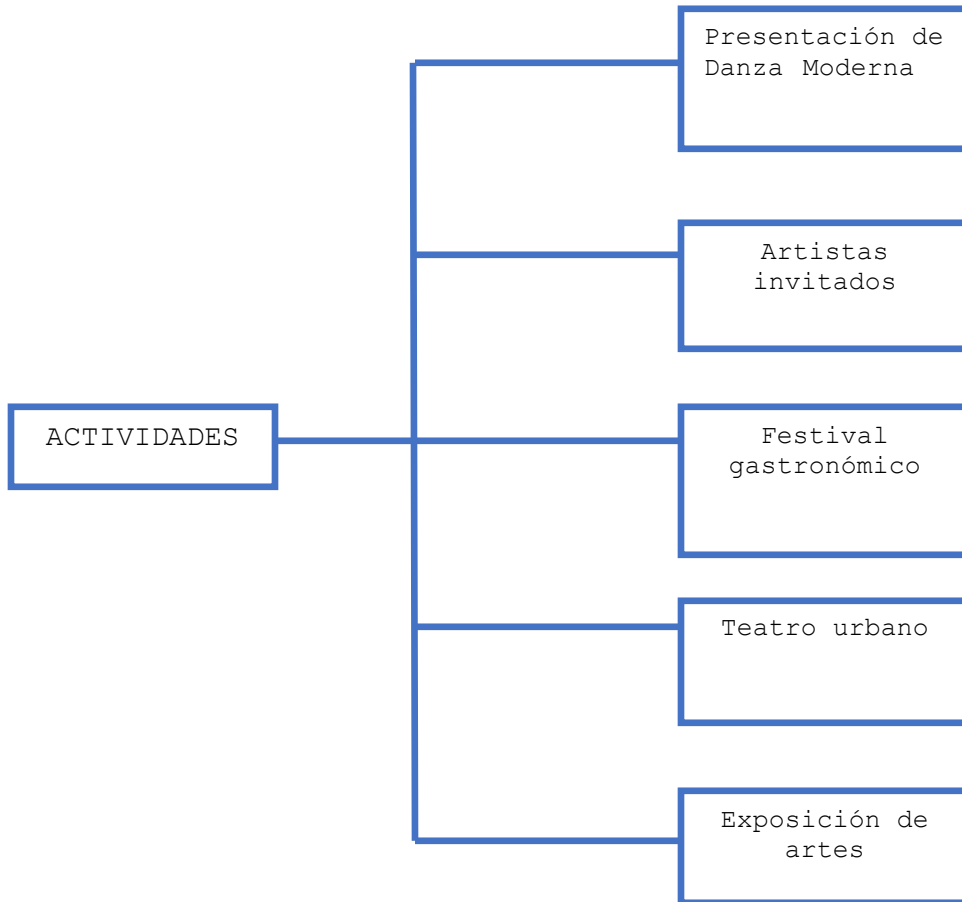 Presentación de
Danza Moderna
Artistas
invitados
ACTIVIDADES
Festival
gastronómico
Teatro urbano
Exposición de
artes